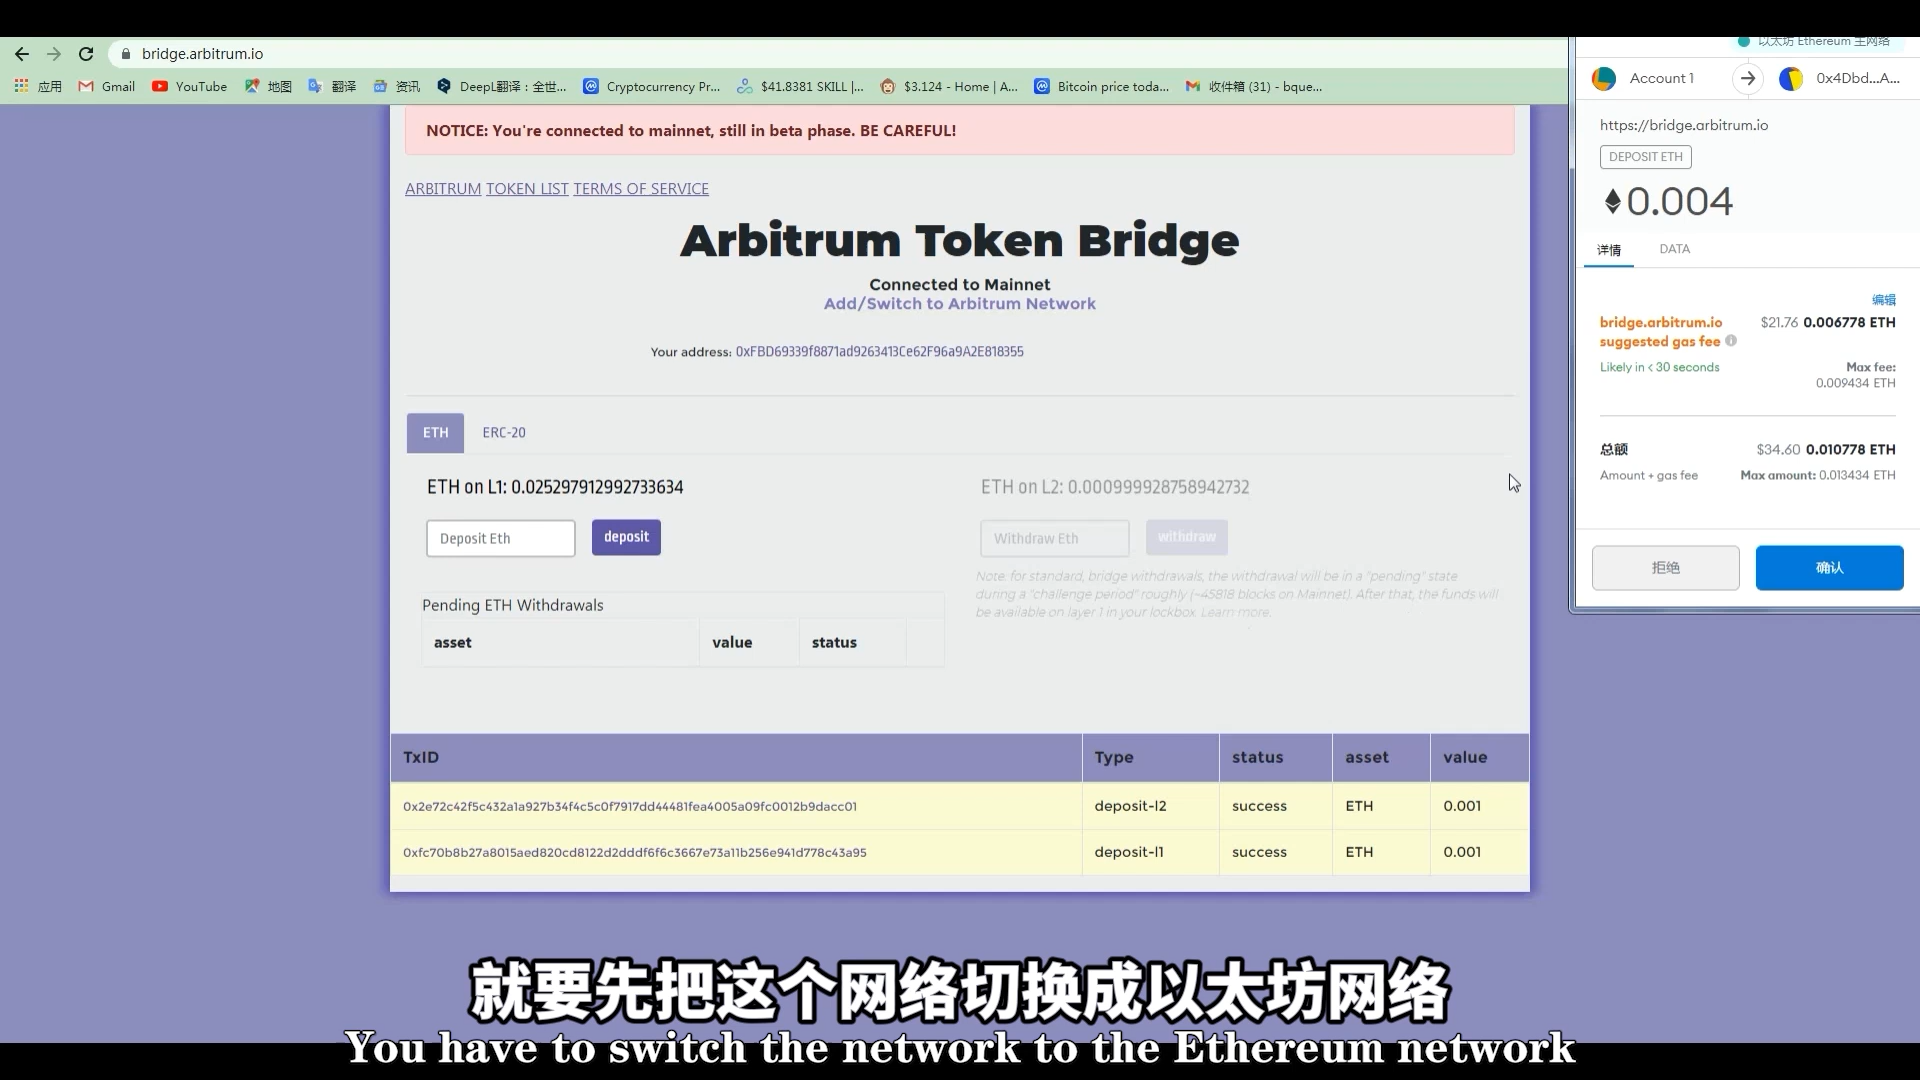 bridge.arbitrum.io
应用 Gmail YouTube 地图 翻译 资讯 DeepL翻译：全世... Cryptocurrency Pr... $41.8381 SKILL |... $3.124 - Home | A... Bitcoin price toda... 收件箱 (31) - bque...
NOTICE: You're connected to mainnet, still in beta phase. BE CAREFUL!
ARBITRUM TOKEN LIST TERMS OF SERVICE
Arbitrum Token Bridge
Connected to Mainnet
Add/Switch to Arbitrum Network
Your address: 0xFBD69339f8871ad9263413Ce62F96a9A2E818355
ETH ERC-20
ETH on L1: 0.025297912992733634
Deposit Eth deposit
Pending ETH Withdrawals
asset value status
ETH on L2: 0.000999928758942732
Withdraw Eth withdraw
Note: for standard, bridge withdrawals, the withdrawal will be in a "pending" state
during a "challenge period" roughly (~45818 blocks on Mainnet). After that, the funds will
be available on layer 1 in your lockbox. Learn more.
TxID Type status asset value
0x2e72c42f5c432a1a927b34f4c5c0f7917dd44481fea4005a09fc0012b9dacc01 deposit-l2 success ETH 0.001
0xfc70b8b27a8015aed820cd8122d2dddf6f6c3667e73a11b256e941d778c43a95 deposit-l1 success ETH 0.001
以太坊 Ethereum 主网络
Account 1 0x4Dbd...A...
https://bridge.arbitrum.io
DEPOSIT ETH
0.004
详情 DATA
编辑
bridge.arbitrum.io $21.76 0.006778 ETH
suggested gas fee
Likely in < 30 seconds Max fee:
0.009434 ETH
总额 $34.60 0.010778 ETH
Amount + gas fee Max amount: 0.013434 ETH
拒绝 确认
就要先把这个网络切换成以太坊网络
You have to switch the network to the Ethereum network